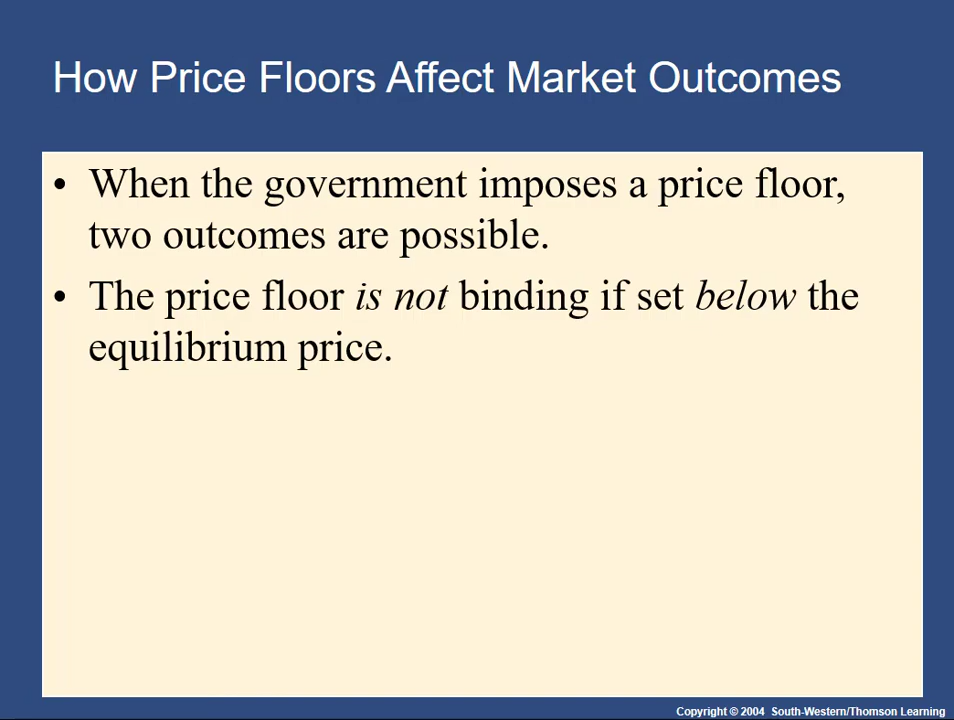 How Price Floors Affect Market Outcomes
• When the government imposes a price floor,
two outcomes are possible.
• The price floor is not binding if set below the
equilibrium price.
Copyright © 2004 South-Western/Thomson Learning